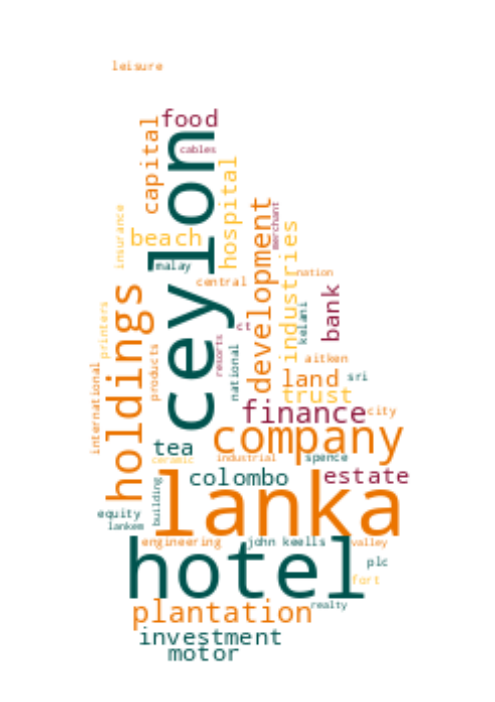 leisure
food
capital
cables
ceylon
hospital
insurance
beach
development
merchant
industries
malay
central
nation
holdings
printers
bank
kelani
ct
resorts
national
products
international
aitken
land
sri
trust
finance
city
company
tea
ceramic
industrial
spence
colombo
estate
lanka
building
equity
lankem
engineering
john keells
valley
hotel
plc
fort
plantation
realty
investment
motor